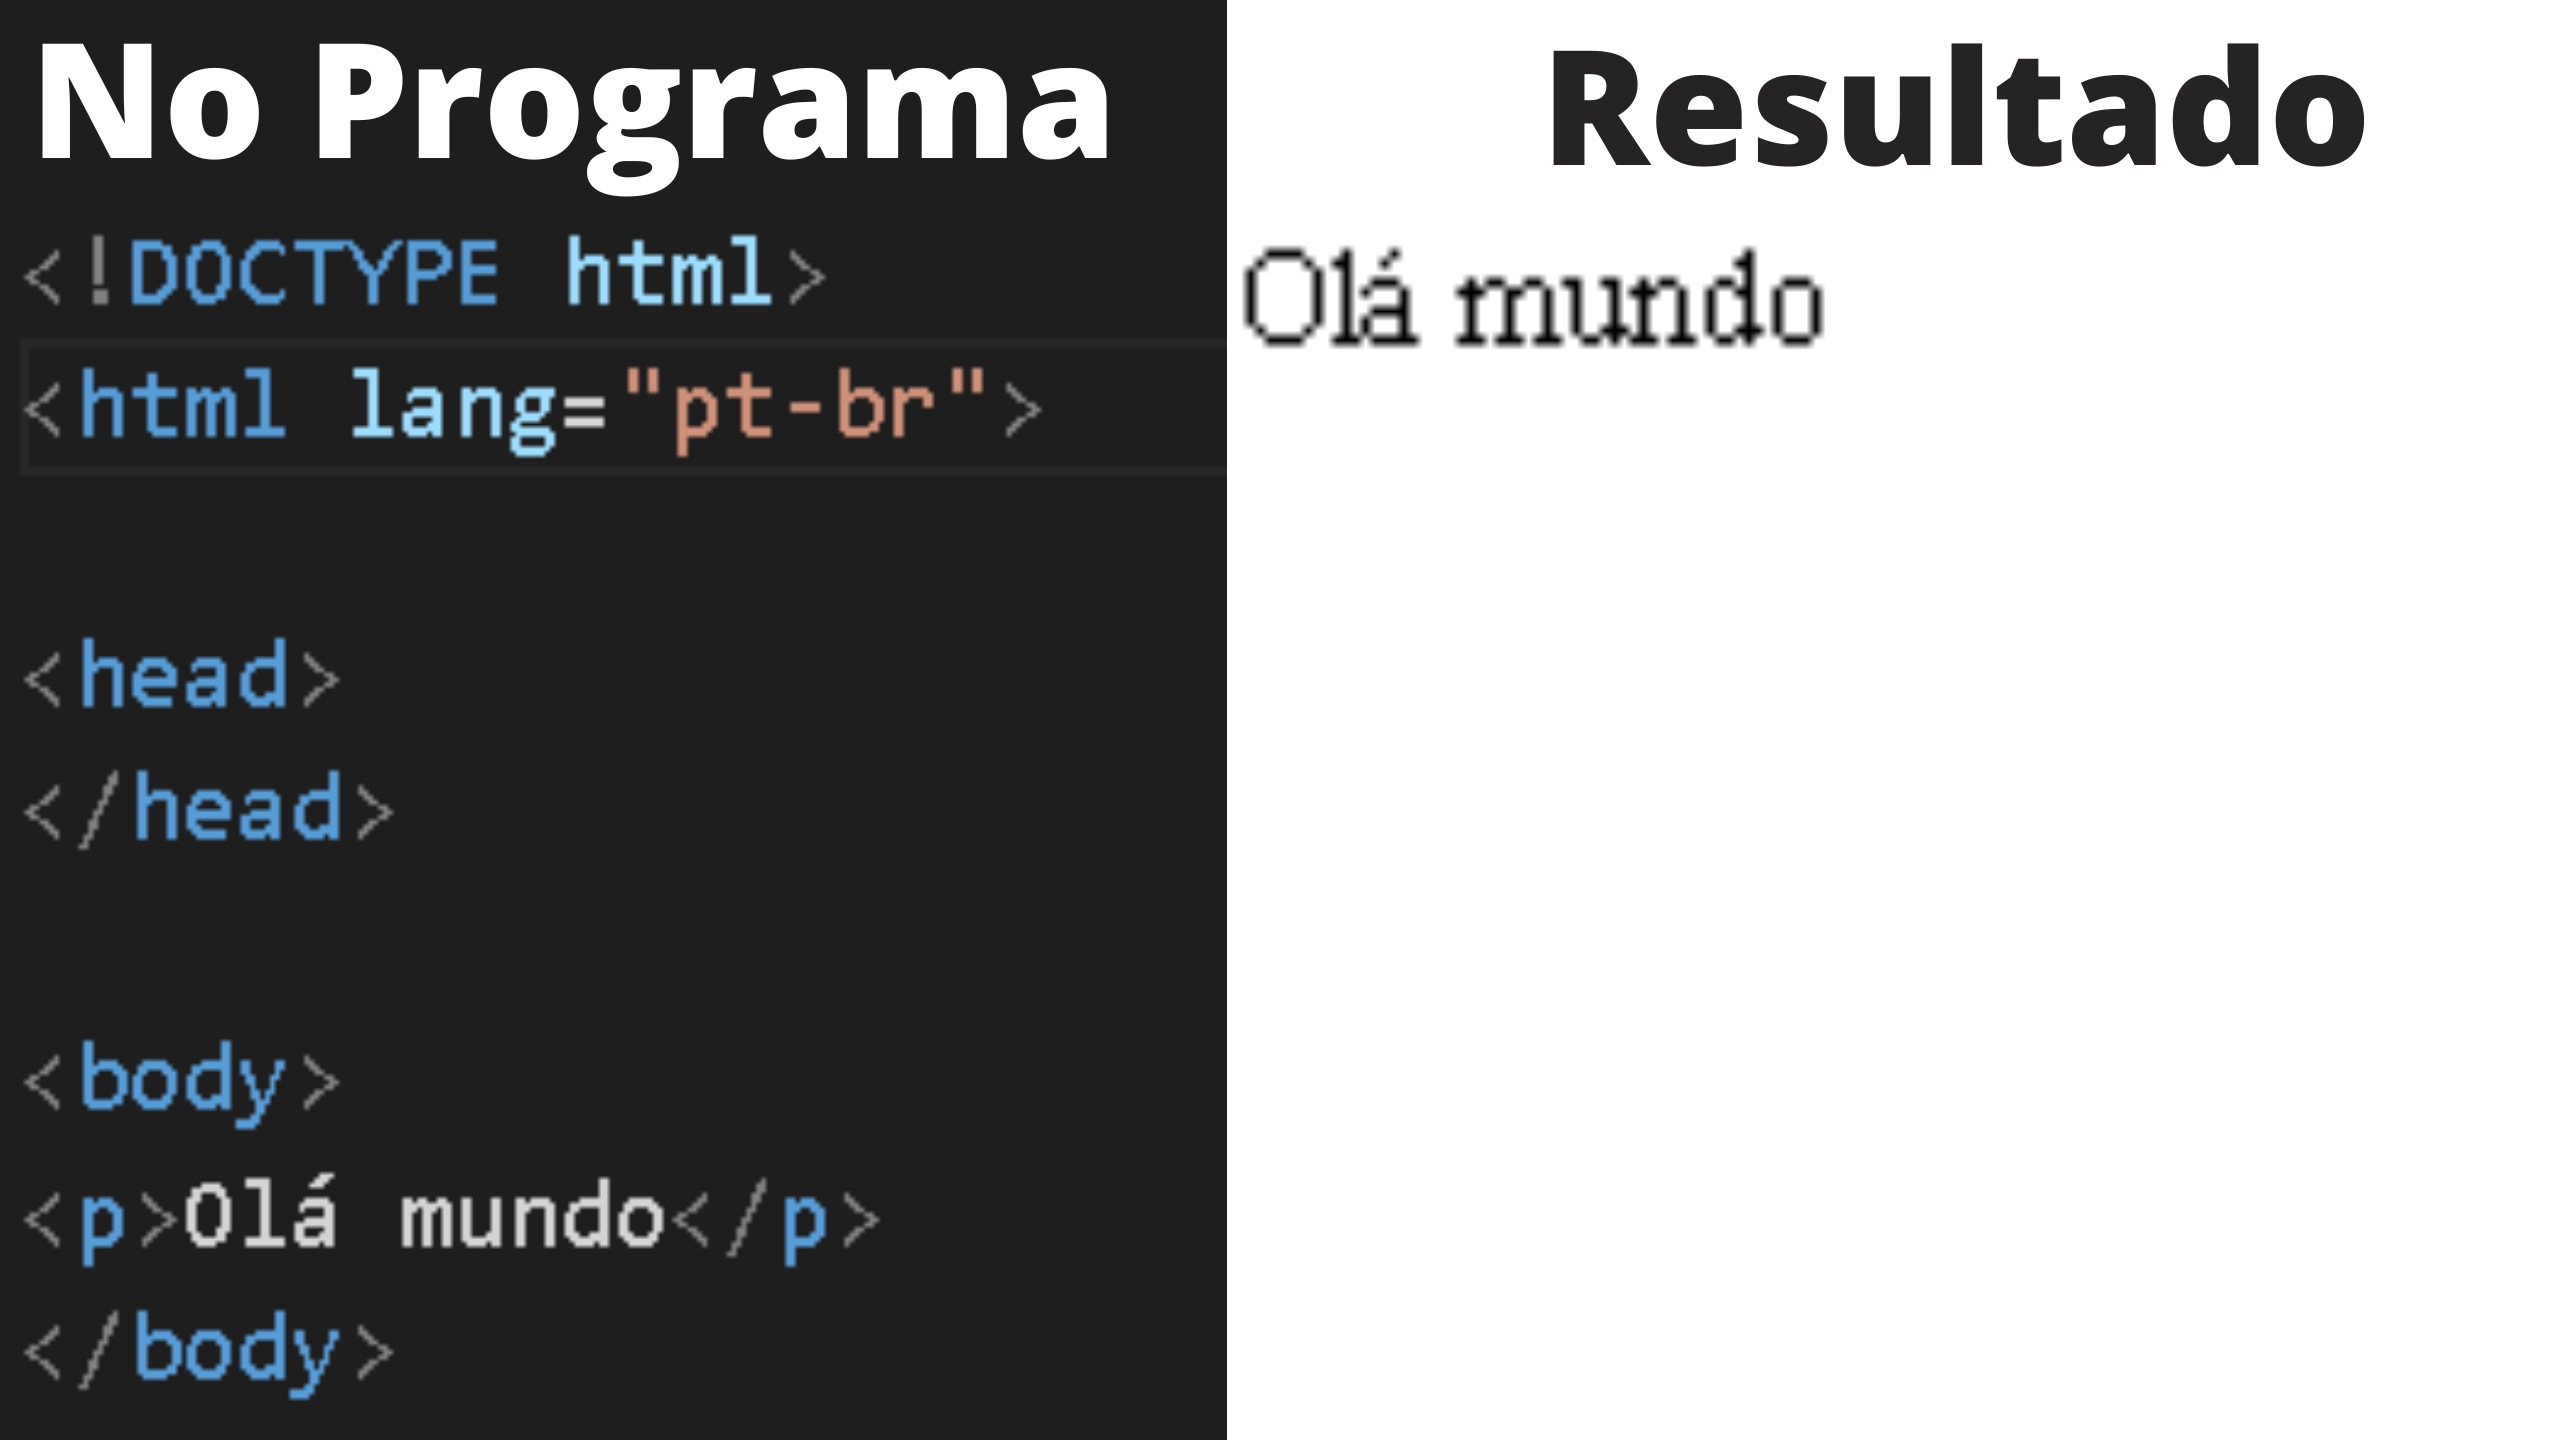 No Programa
<!DOCTYPE html>
<html lang="pt-br">
<head>
</head>
<body>
<p>Olá mundo</p>
</body>
Resultado
Olá mundo